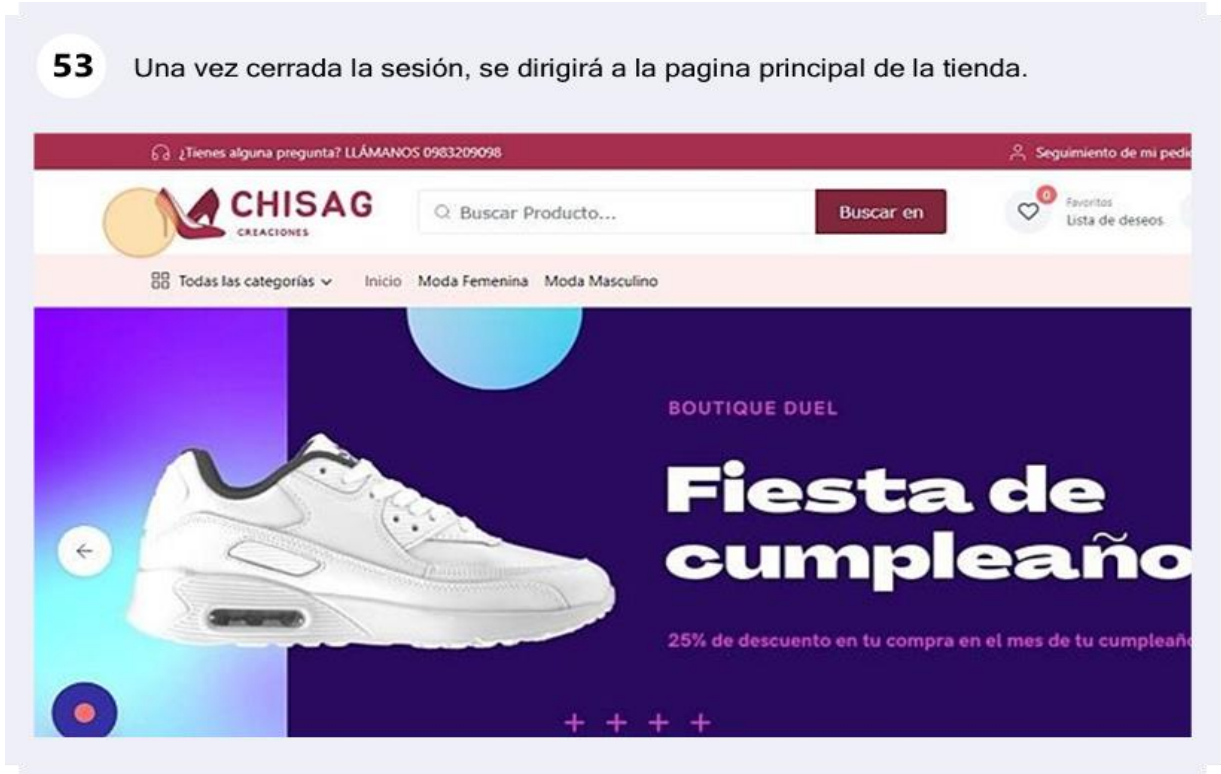 53 Una vez cerrada la sesión, se dirigirá a la pagina principal de la tienda.
¿Tienes alguna pregunta? LLÁMANOS 0983209098
Seguimiento de mi pedi
CHISAG
CREACIONES
Buscar Producto...
Buscar en
0
Favoritos
Lista de deseos
Todas las categorías
Inicio
Moda Femenina
Moda Masculino
BOUTIQUE DUEL
Fiesta de
cumpleaño
25% de descuento en tu compra en el mes de tu cumpleaño